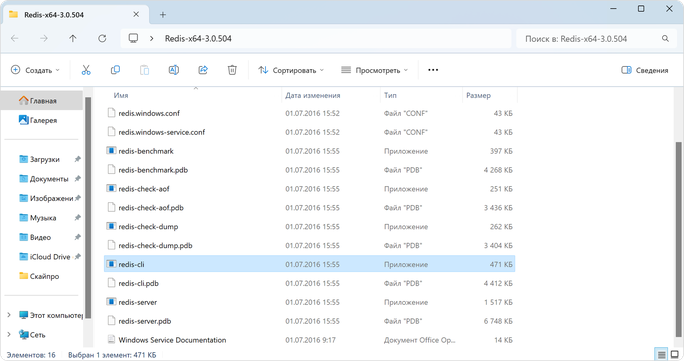 Redis-x64-3.0.504
Redis-x64-3.0.504
Поиск в: Redis-x64-3.0.504
Создать
Сортировать
Просмотреть
Сведения
Имя Дата изменения Тип Размер
Главная
Галерея
Загрузки
Документы
Изображени
Музыка
Видео
iCloud Drive
Скайпро
Этот компьютер
Сеть
redis.windows.conf 01.07.2016 15:52 Файл "CONF" 43 КБ
redis.windows-service.conf 01.07.2016 15:52 Файл "CONF" 43 КБ
redis-benchmark 01.07.2016 15:55 Приложение 397 КБ
redis-benchmark.pdb 01.07.2016 15:55 Файл "PDB" 4 268 КБ
redis-check-aof 01.07.2016 15:55 Приложение 251 КБ
redis-check-aof.pdb 01.07.2016 15:55 Файл "PDB" 3 436 КБ
redis-check-dump 01.07.2016 15:55 Приложение 262 КБ
redis-check-dump.pdb 01.07.2016 15:55 Файл "PDB" 3 404 КБ
redis-cli 01.07.2016 15:55 Приложение 471 КБ
redis-cli.pdb 01.07.2016 15:55 Файл "PDB" 4 412 КБ
redis-server 01.07.2016 15:55 Приложение 1 517 КБ
redis-server.pdb 01.07.2016 15:55 Файл "PDB" 6 748 КБ
Windows Service Documentation 01.07.2016 9:17 Документ Office Op... 14 КБ
Элементов: 16 Выбран 1 элемент: 471 КБ